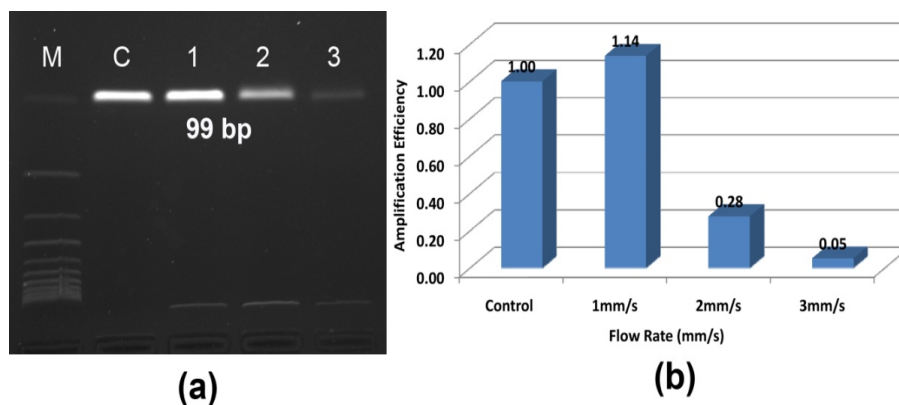 M C 1 2 3
99 bp
(a)
1.20
1.00
0.80
0.60
0.40
0.20
0.00
Amplification Efficiency
1.00
1.14
0.28
0.05
Control 1mm/s 2mm/s 3mm/s
Flow Rate (mm/s)
(b)